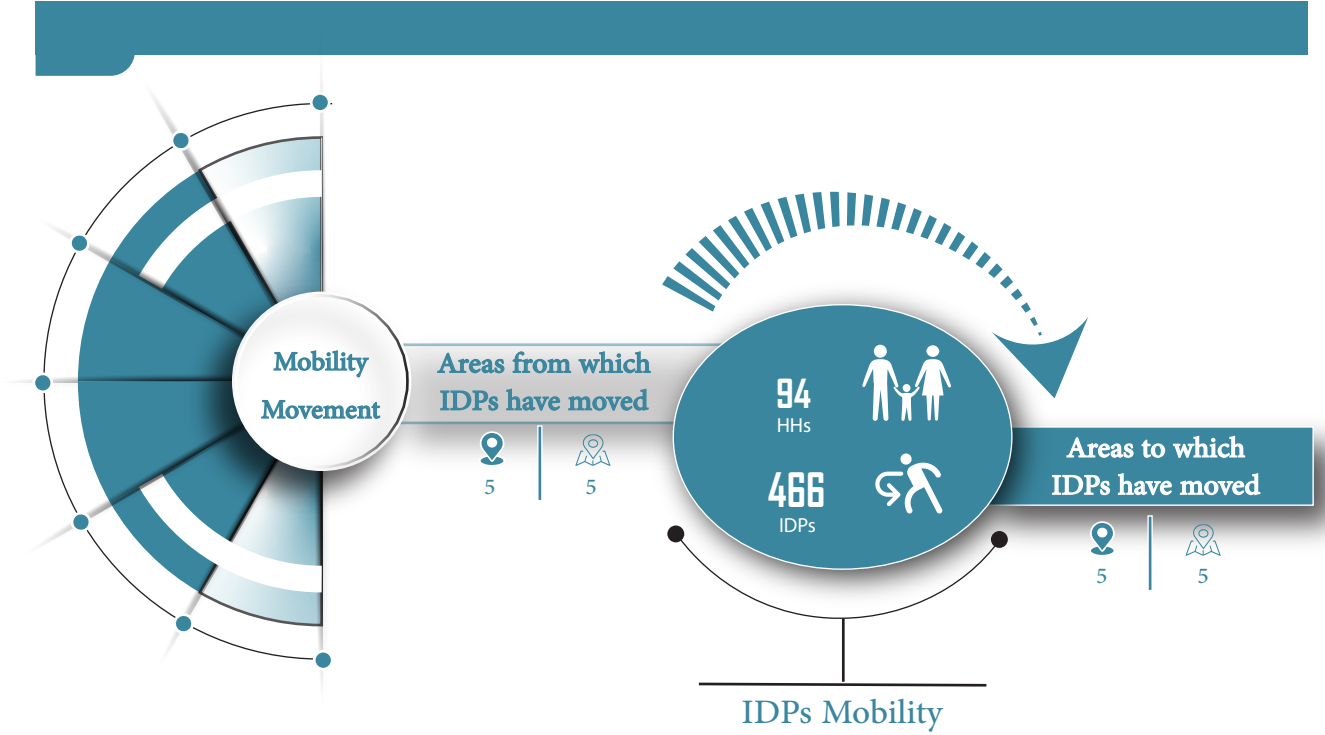 Mobility
Movement
Areas from which
IDPs have moved
5
5
94
HHs
466
IDPs
Areas to which
IDPs have moved
5
5
IDPs Mobility